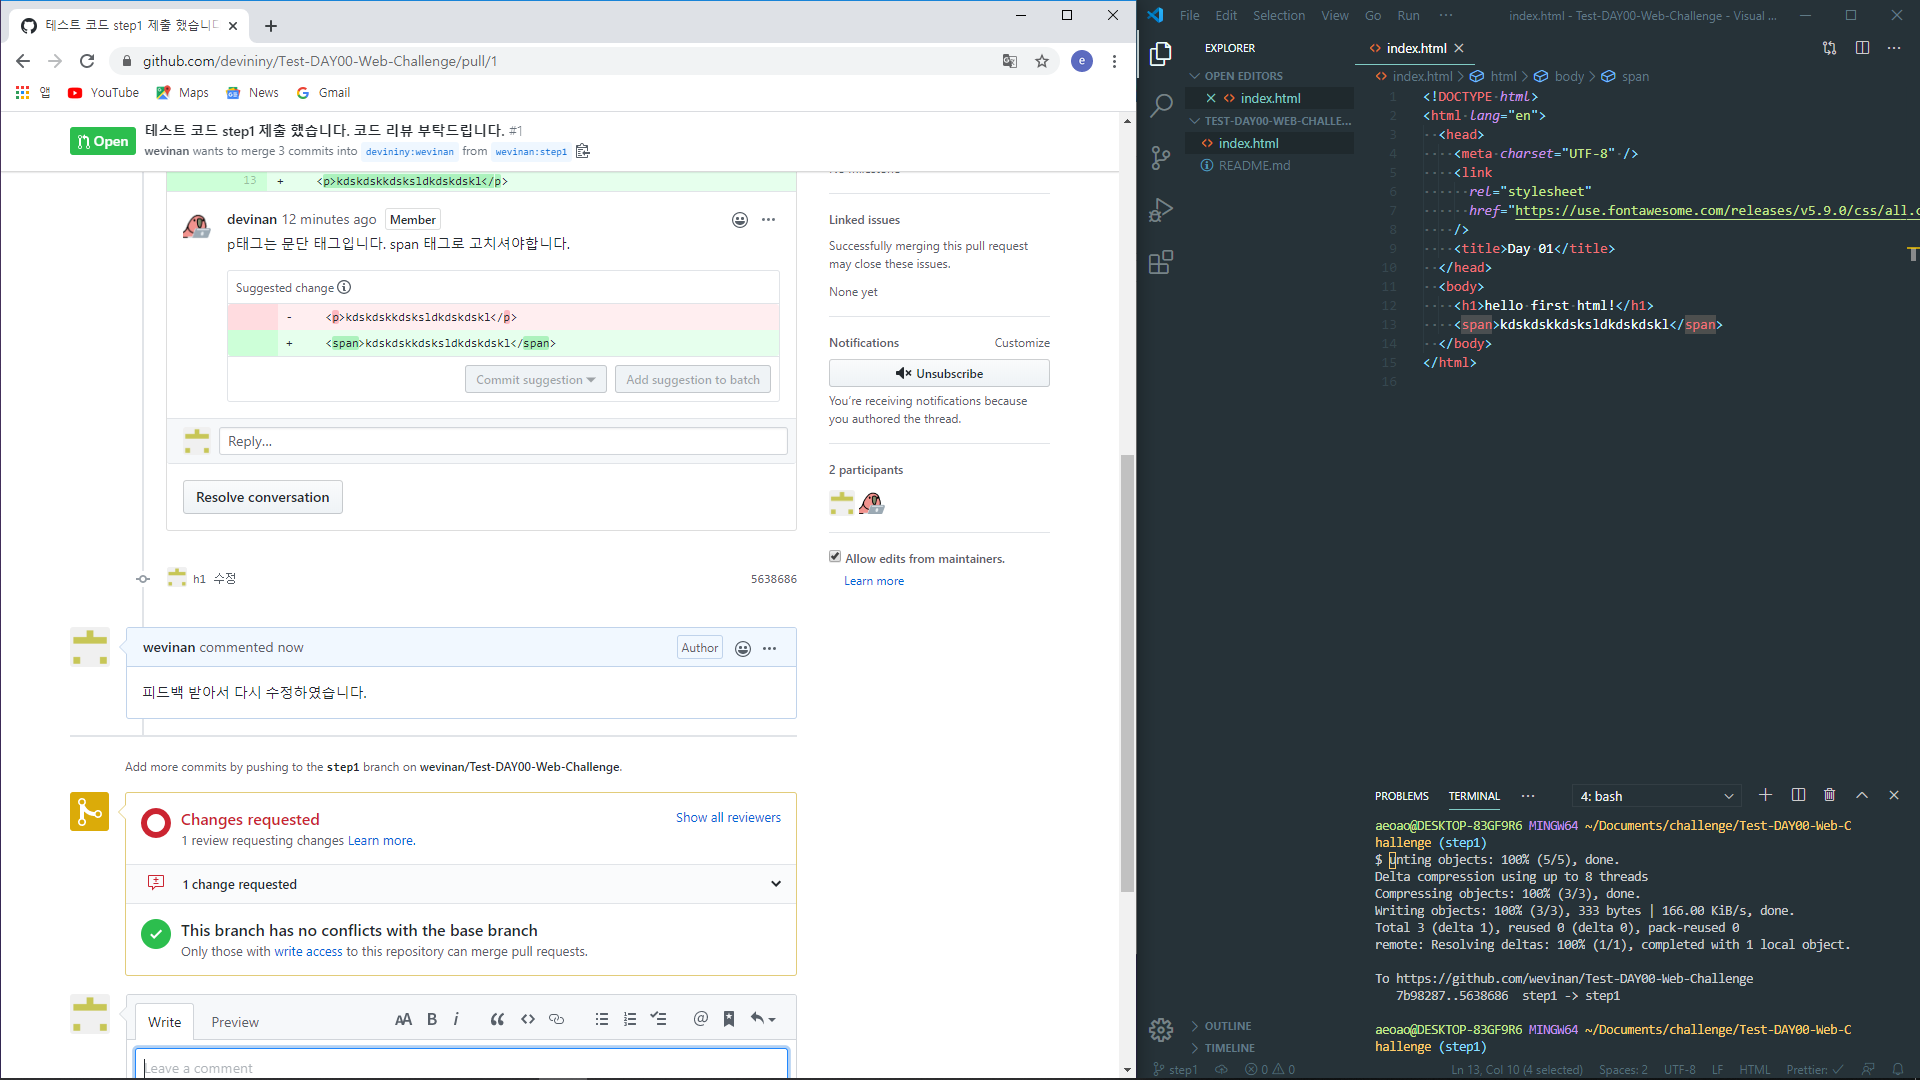 테스트 코드 step1 제출 했습니다
github.com/devininy/Test-DAY00-Web-Challenge/pull/1
e
앱 YouTube Maps News Gmail
Open
테스트 코드 step1 제출 했습니다. 코드 리뷰 부탁드립니다. #1
wevinan wants to merge 3 commits into devininy:wevinan from wevinan:step1
13 + <p>kdskdskkdsksldkdskdskl</p>
devinan 12 minutes ago Member
p태그는 문단 태그입니다. span 태그로 고치셔야합니다.
Suggested change
- <p>kdskdskkdsksldkdskdskl</p>
+ <span>kdskdskkdsksldkdskdskl</span>
Commit suggestion Add suggestion to batch
Reply...
Resolve conversation
h1 수정 5638686
wevinan commented now Author
피드백 받아서 다시 수정하였습니다.
Add more commits by pushing to the step1 branch on wevinan/Test-DAY00-Web-Challenge.
Changes requested Show all reviewers
1 review requesting changes Learn more.
1 change requested
This branch has no conflicts with the base branch
Only those with write access to this repository can merge pull requests.
Write Preview
AA B i @
Leave a comment
No milestone
Linked issues
Successfully merging this pull request
may close these issues.
None yet
Notifications Customize
Unsubscribe
You're receiving notifications because
you authored the thread.
2 participants
Allow edits from maintainers.
Learn more
File Edit Selection View Go Run ... index.html - Test-DAY00-Web-Challenge - Visual ...
EXPLORER
OPEN EDITORS
index.html
TEST-DAY00-WEB-CHALLE...
index.html
README.md
OUTLINE
TIMELINE
index.html
index.html > html > body > span
1 <!DOCTYPE html>
2 <html lang="en">
3 <head>
4 <meta charset="UTF-8" />
5 <link
6 rel="stylesheet"
7 href="https://use.fontawesome.com/releases/v5.9.0/css/all.c
8 />
9 <title>Day 01</title>
10 </head>
11 <body>
12 <h1>hello first html!</h1>
13 <span>kdskdskkdsksldkdskdskl</span>
14 </body>
15 </html>
16
PROBLEMS TERMINAL ... 4: bash
aeoao@DESKTOP-83GF9R6 MINGW64 ~/Documents/challenge/Test-DAY00-Web-C
hallenge (step1)
$ unting objects: 100% (5/5), done.
Delta compression using up to 8 threads
Compressing objects: 100% (3/3), done.
Writing objects: 100% (3/3), 333 bytes | 166.00 KiB/s, done.
Total 3 (delta 1), reused 0 (delta 0), pack-reused 0
remote: Resolving deltas: 100% (1/1), completed with 1 local object.
To https://github.com/wevinan/Test-DAY00-Web-Challenge
7b98287..5638686 step1 -> step1
aeoao@DESKTOP-83GF9R6 MINGW64 ~/Documents/challenge/Test-DAY00-Web-C
hallenge (step1)
step1 0 0 Ln 13, Col 10 (4 selected) Spaces: 2 UTF-8 LF HTML Prettier: ✓